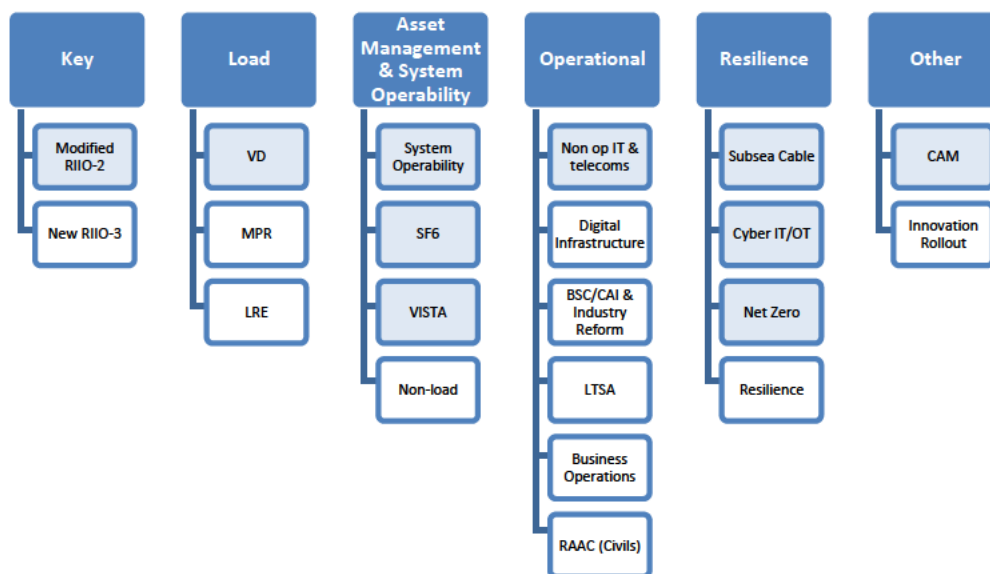 Key
Modified
RIIO-2
New RIIO-3
Load
VD
MPR
LRE
Asset
Management
& System
Operability
System
Operability
SF6
VISTA
Non-load
Operational
Non op IT &
telecoms
Digital
Infrastructure
BSC/CAI &
Industry
Reform
LTSA
Business
Operations
RAAC (Civils)
Resilience
Subsea Cable
Cyber IT/OT
Net Zero
Resilience
Other
CAM
Innovation
Rollout